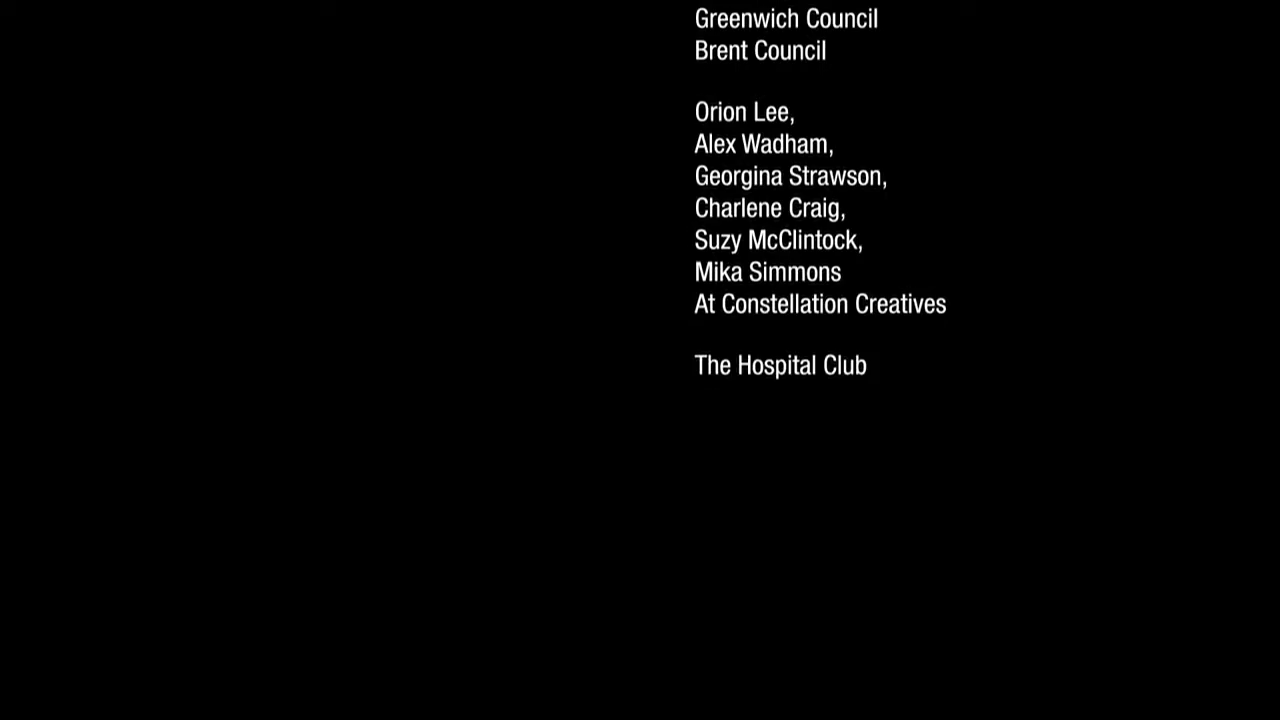 Greenwich Council
Brent Council
Orion Lee,
Alex Wadham,
Georgina Strawson,
Charlene Craig,
Suzy McClintock,
Mika Simmons
At Constellation Creatives
The Hospital Club